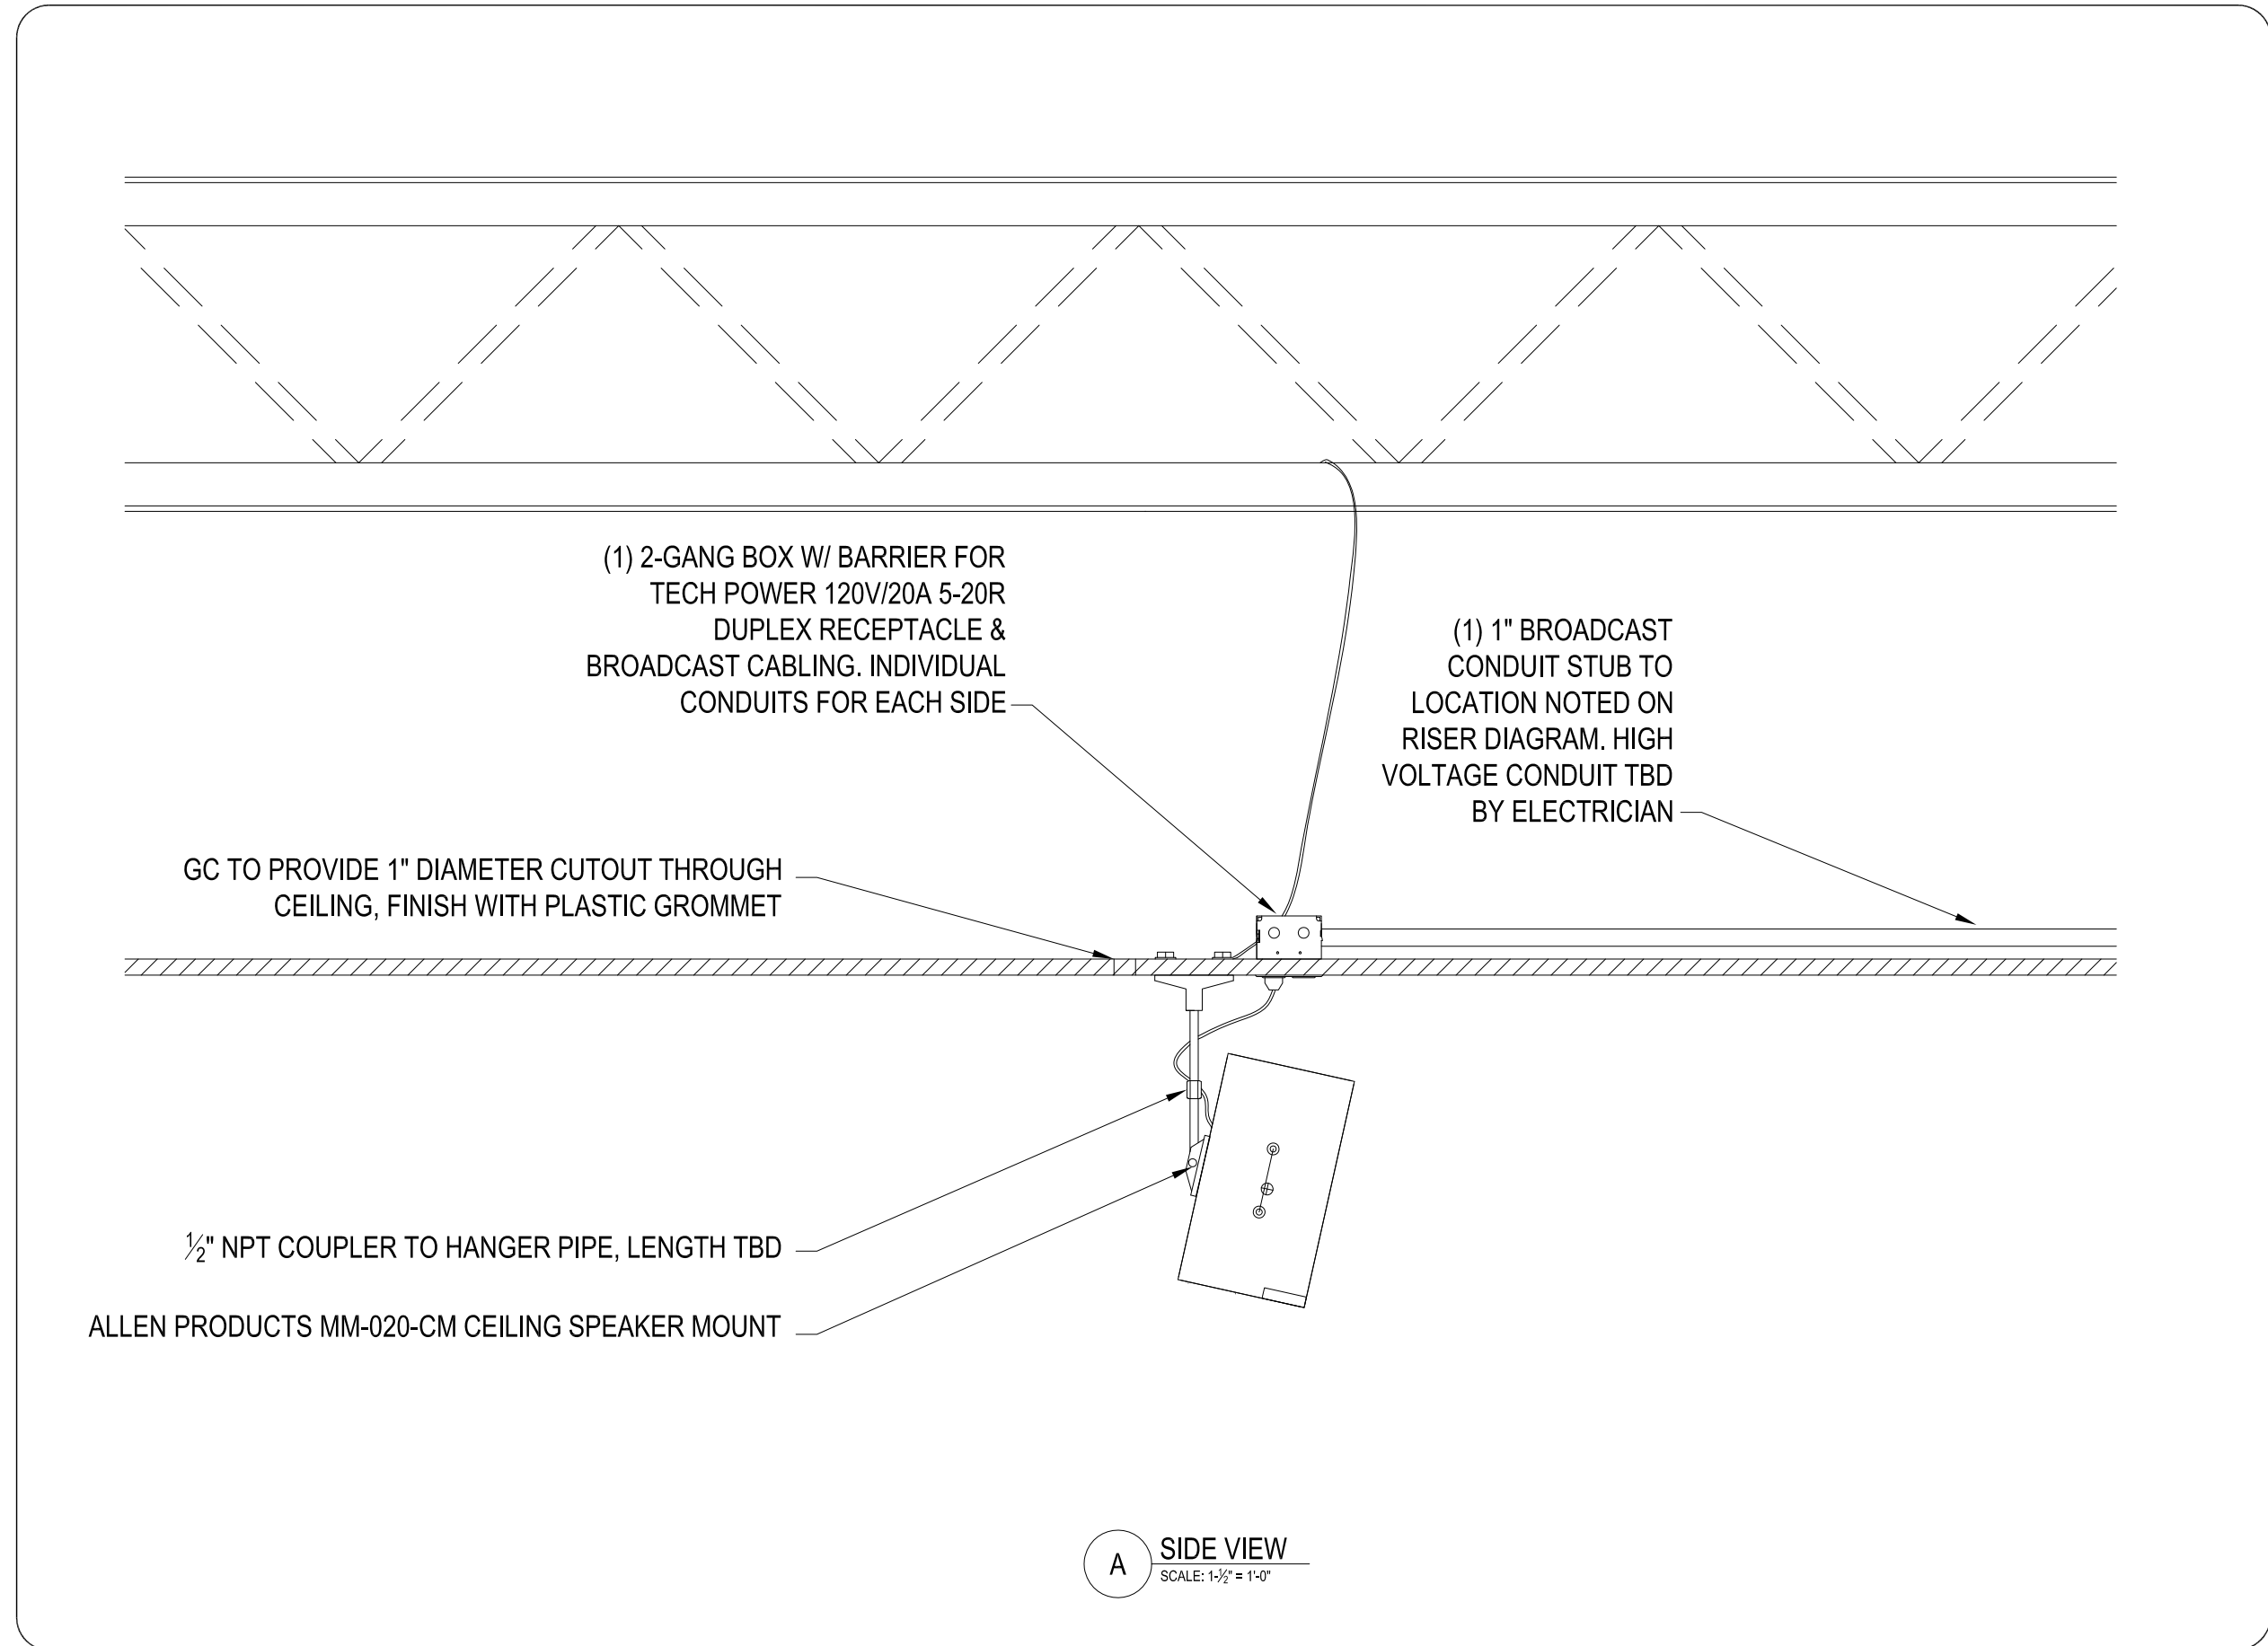 (1) 2-GANG BOX W/ BARRIER FOR
TECH POWER 120V/20A 5-20R
DUPLEX RECEPTACLE &
BROADCAST CABLING. INDIVIDUAL
CONDUITS FOR EACH SIDE
(1) 1" BROADCAST
CONDUIT STUB TO
LOCATION NOTED ON
RISER DIAGRAM. HIGH
VOLTAGE CONDUIT TBD
BY ELECTRICIAN
GC TO PROVIDE 1" DIAMETER CUTOUT THROUGH
CEILING, FINISH WITH PLASTIC GROMMET
½" NPT COUPLER TO HANGER PIPE, LENGTH TBD
ALLEN PRODUCTS MM-020-CM CEILING SPEAKER MOUNT
A
SIDE VIEW
SCALE: 1-½" = 1'-0"